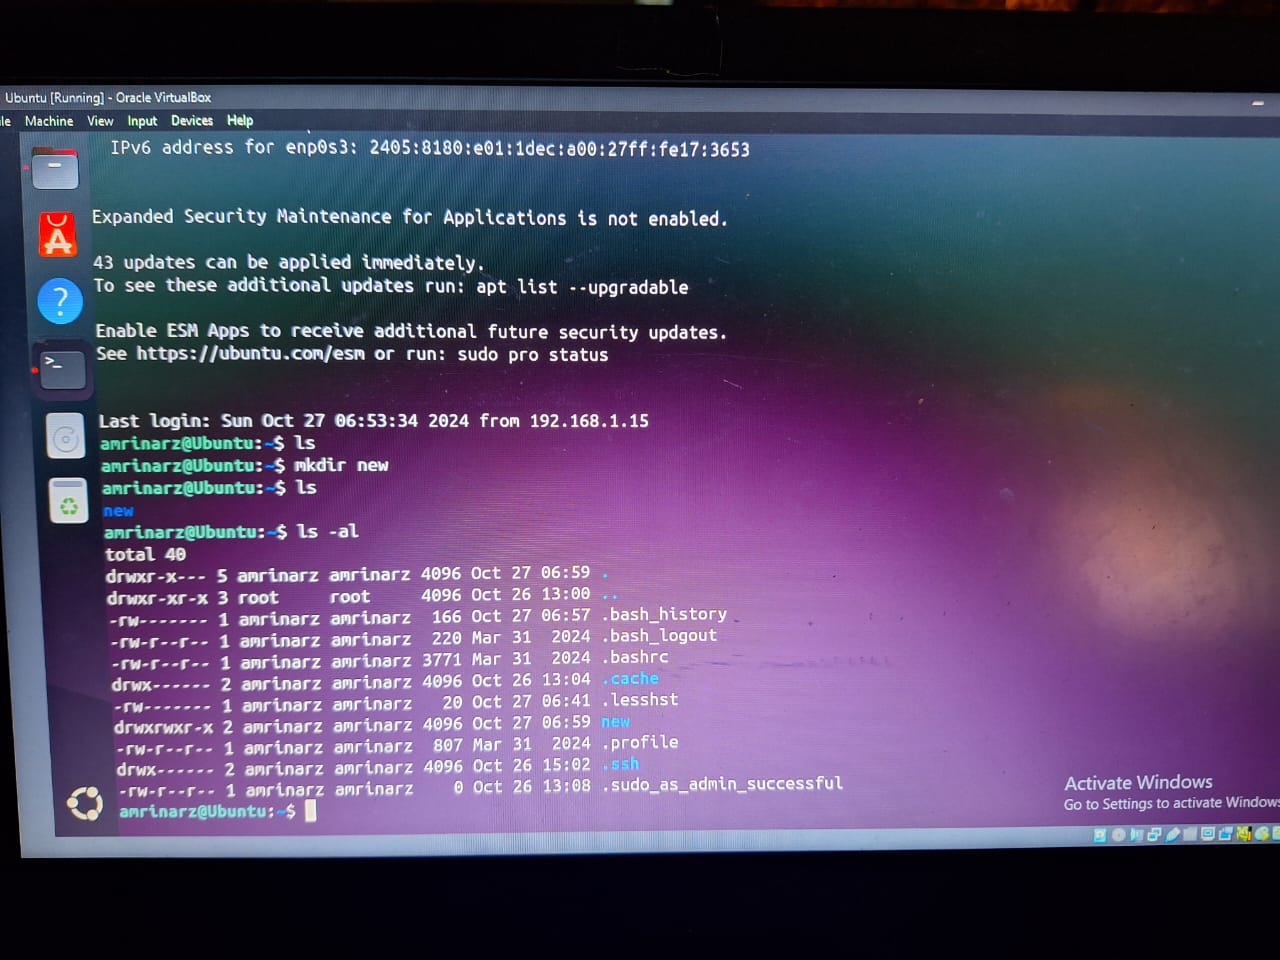 Ubuntu [Running] - Oracle VirtualBox
Machine View Input Devices Help
IPv6 address for enp0s3: 2405:8180:e01:1dec:a00:27ff:fe17:3653
Expanded Security Maintenance for Applications is not enabled.
43 updates can be applied immediately.
To see these additional updates run: apt list --upgradable
Enable ESM Apps to receive additional future security updates.
See https://ubuntu.com/esm or run: sudo pro status
Last login: Sun Oct 27 06:53:34 2024 from 192.168.1.15
amrinarz@Ubuntu:~$ ls
amrinarz@Ubuntu:~$ mkdir new
amrinarz@Ubuntu:~$ ls
new
amrinarz@Ubuntu:~$ ls -al
total 40
drwxr-x--- 5 amrinarz amrinarz 4096 Oct 27 06:59 .
drwxr-xr-x 3 root     root     4096 Oct 26 13:00 ..
-rw------- 1 amrinarz amrinarz  166 Oct 27 06:57 .bash_history
-rw-r--r-- 1 amrinarz amrinarz  220 Mar 31  2024 .bash_logout
-rw-r--r-- 1 amrinarz amrinarz 3771 Mar 31  2024 .bashrc
drwx------ 2 amrinarz amrinarz 4096 Oct 26 13:04 .cache
-rw------- 1 amrinarz amrinarz   20 Oct 27 06:41 .lesshst
drwxrwxr-x 2 amrinarz amrinarz 4096 Oct 27 06:59 new
-rw-r--r-- 1 amrinarz amrinarz  807 Mar 31  2024 .profile
drwx------ 2 amrinarz amrinarz 4096 Oct 26 15:02 .ssh
-rw-r--r-- 1 amrinarz amrinarz    0 Oct 26 13:08 .sudo_as_admin_successful
amrinarz@Ubuntu:~$
Activate Windows
Go to Settings to activate Windows